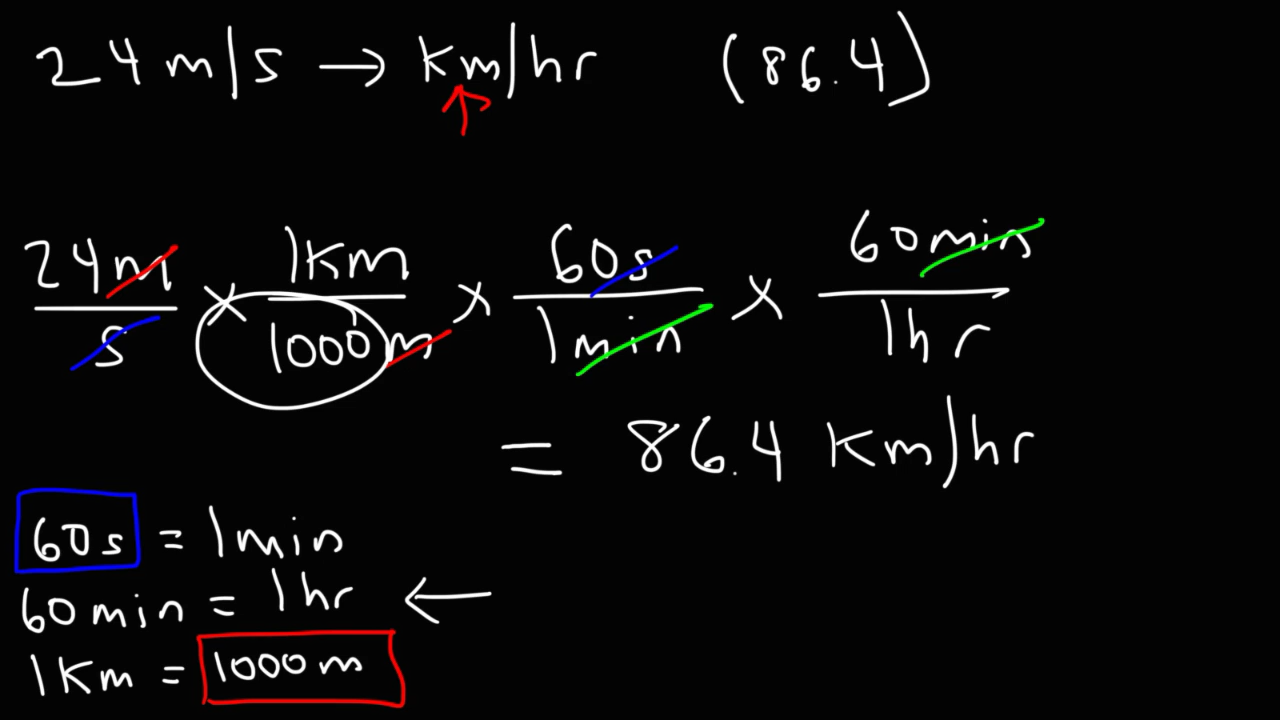 24 m/s → km/hr (86.4)
24m/s × 1km/1000m × 60s/1min × 60min/1hr
= 86.4 Km/hr
60s = 1min
60min = 1hr ←
1Km = 1000m